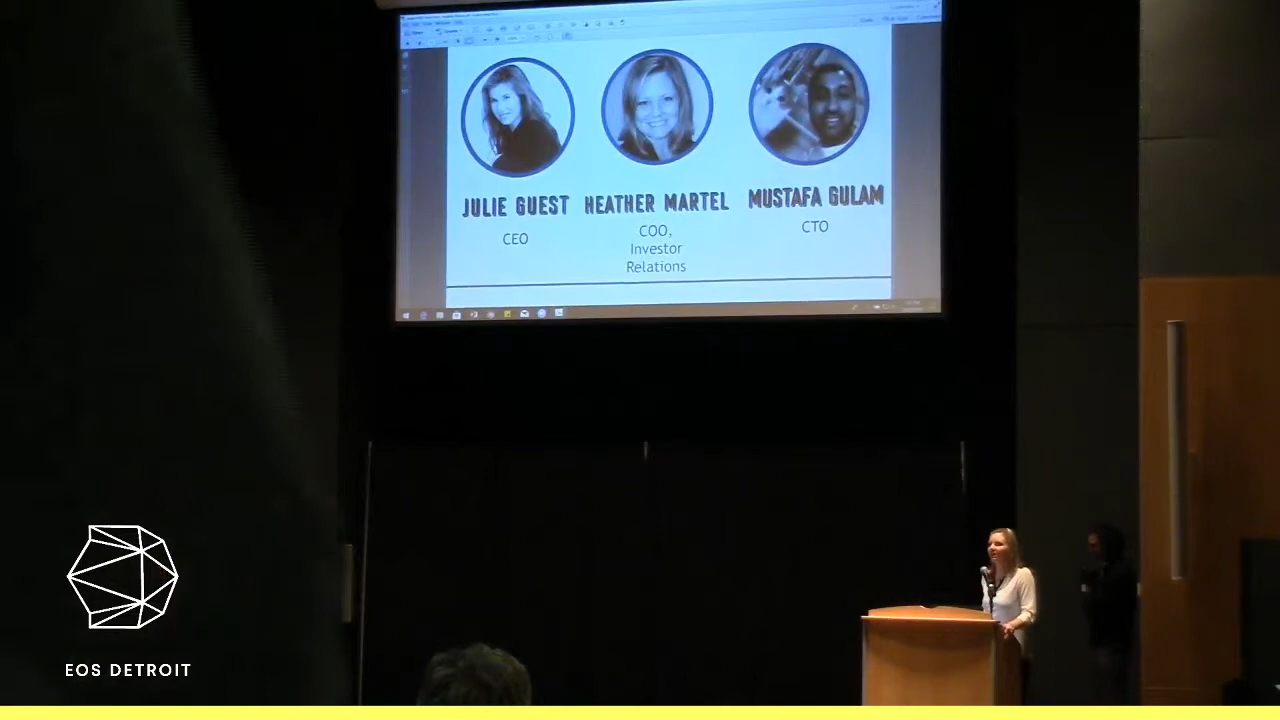 JULIE GUEST
HEATHER MARTEL
MUSTAFA GULAM
CEO
COO,
Investor
Relations
CTO
EOS DETROIT